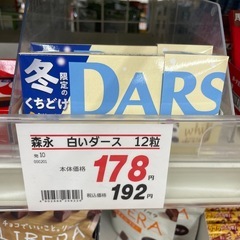 冬
限定の
くちどけ
DARS
森永 白いダース 12粒
本体価格
178円
税込価格
192円